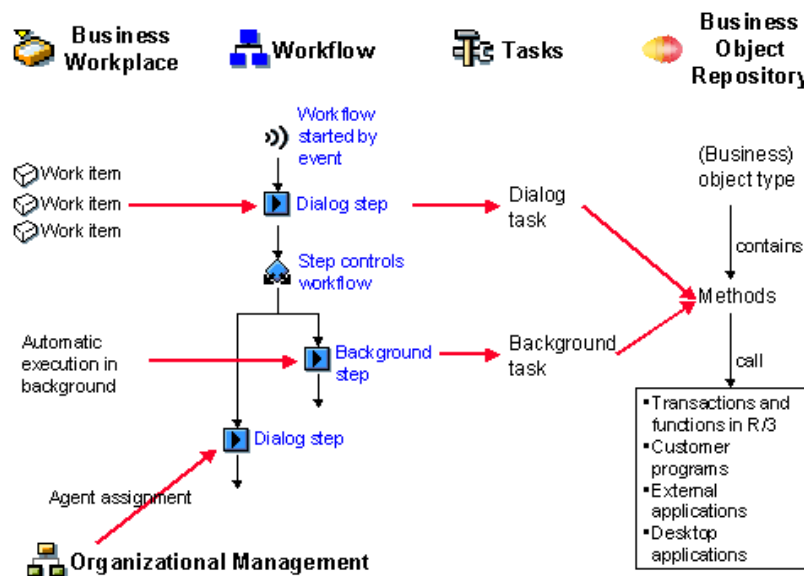 Business
Workplace
Workflow
Tasks
Business
Object
Repository
Workflow
started by
event
Work item
Work item
Work item
Dialog step
Dialog
task
(Business)
object type
contains
Step controls
workflow
Methods
Automatic
execution in
background
Background
step
Background
task
call
Dialog step
▪Transactions and
functions in R/3
▪Customer
programs
▪External
applications
▪Desktop
applications
Agent assignment
Organizational Management